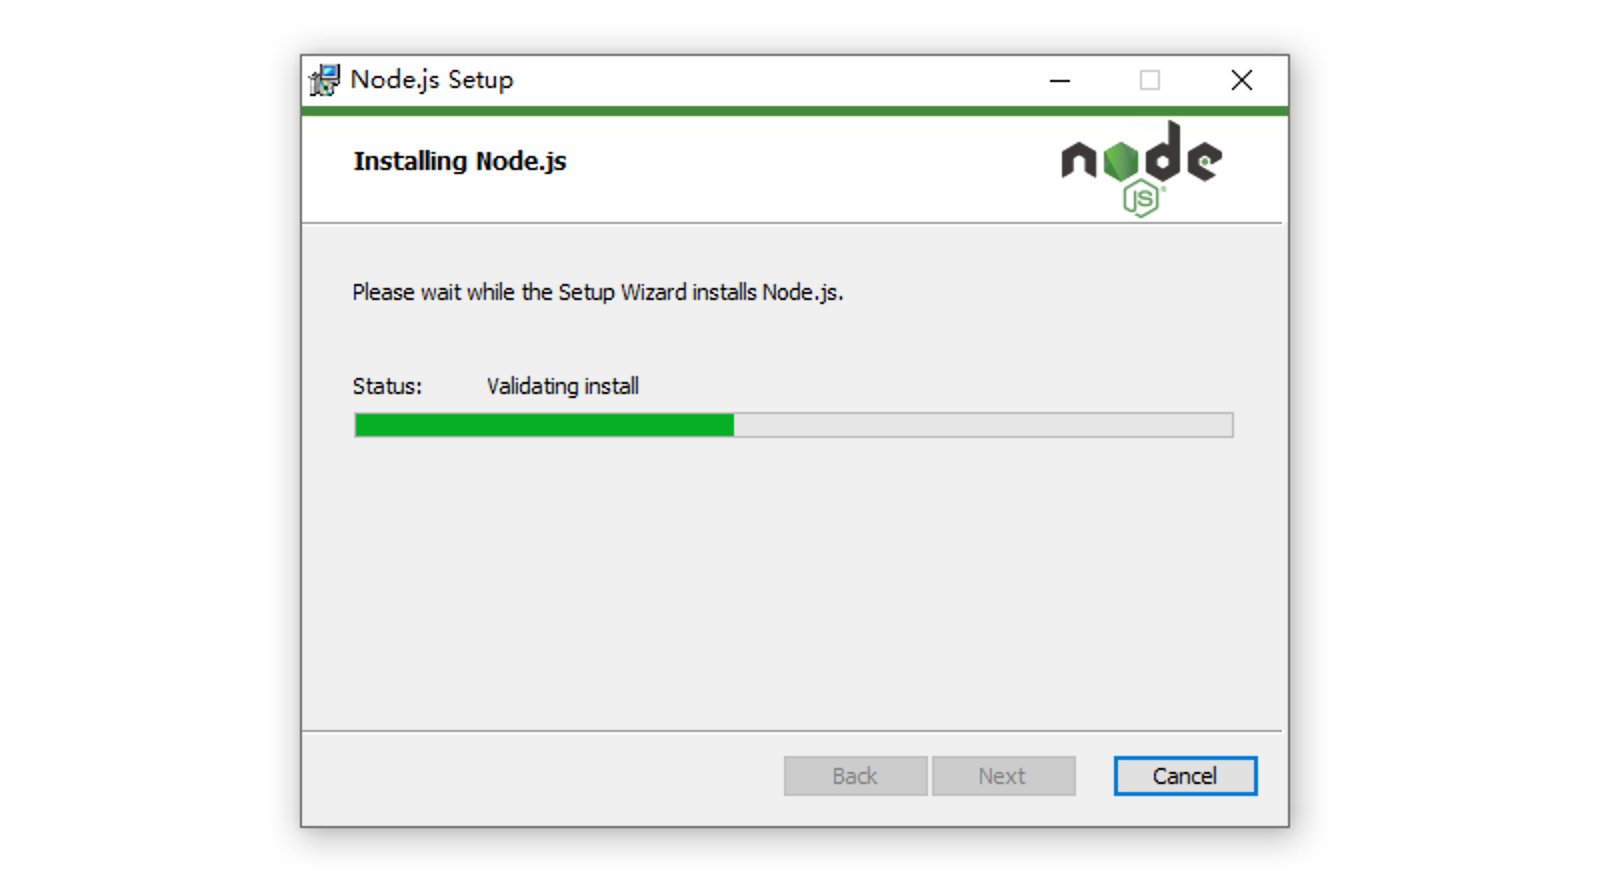 Node.js Setup
Installing Node.js
node
JS
Please wait while the Setup Wizard installs Node.js.
Status: Validating install
Back Next Cancel